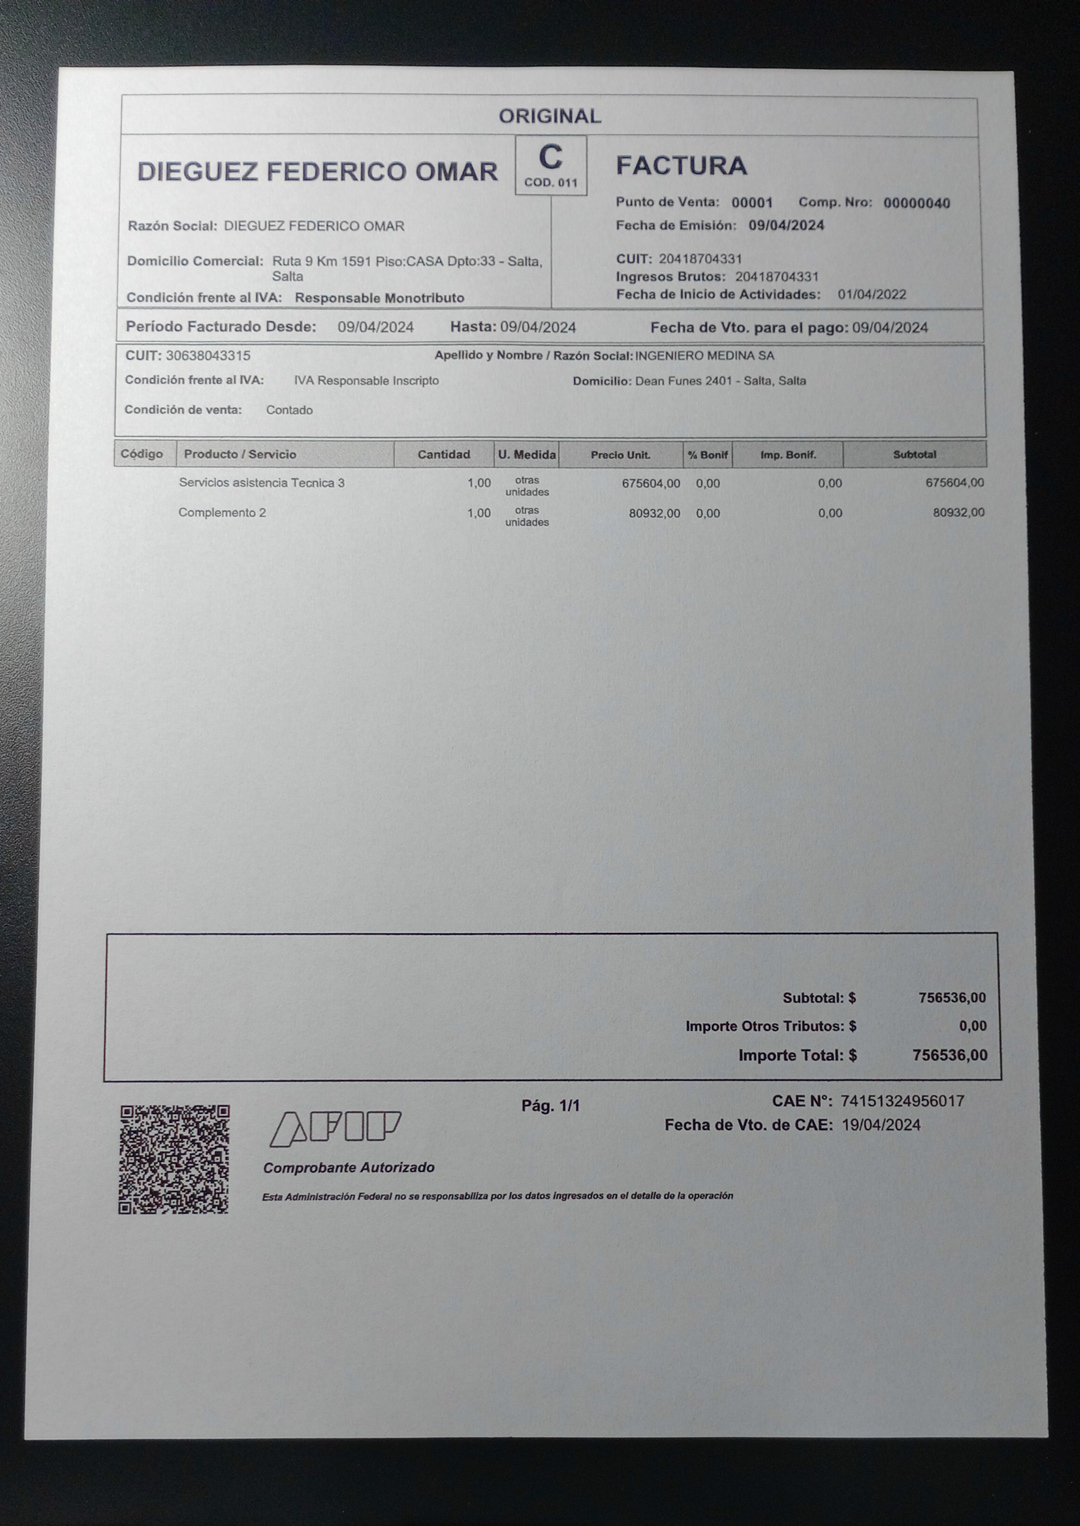 ORIGINAL
DIEGUEZ FEDERICO OMAR
C
COD. 011
FACTURA
Punto de Venta: 00001 Comp. Nro: 00000040
Fecha de Emisión: 09/04/2024
Razón Social: DIEGUEZ FEDERICO OMAR
Domicilio Comercial: Ruta 9 Km 1591 Piso:CASA Dpto:33 - Salta,
Salta
Condición frente al IVA: Responsable Monotributo
CUIT: 20418704331
Ingresos Brutos: 20418704331
Fecha de Inicio de Actividades: 01/04/2022
Período Facturado Desde: 09/04/2024 Hasta: 09/04/2024 Fecha de Vto. para el pago: 09/04/2024
CUIT: 30638043315 Apellido y Nombre / Razón Social: INGENIERO MEDINA SA
Condición frente al IVA: IVA Responsable Inscripto Domicilio: Dean Funes 2401 - Salta, Salta
Condición de venta: Contado
Código Producto / Servicio Cantidad U. Medida Precio Unit. % Bonif Imp. Bonif. Subtotal
Servicios asistencia Tecnica 3 1,00 otras unidades 675604,00 0,00 0,00 675604,00
Complemento 2 1,00 otras unidades 80932,00 0,00 0,00 80932,00
Subtotal: $ 756536,00
Importe Otros Tributos: $ 0,00
Importe Total: $ 756536,00
AFIP
Comprobante Autorizado
Esta Administración Federal no se responsabiliza por los datos ingresados en el detalle de la operación
Pág. 1/1
CAE N°: 74151324956017
Fecha de Vto. de CAE: 19/04/2024